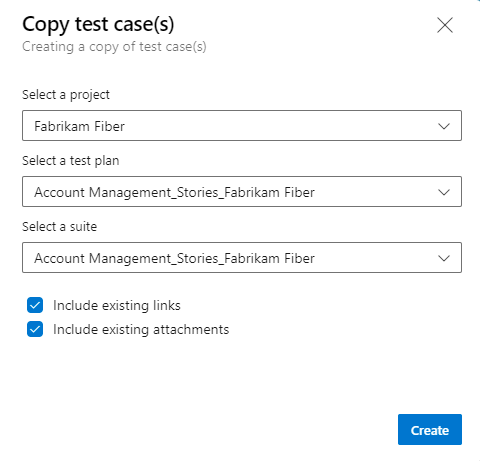 Copy test case(s)
Creating a copy of test case(s)
Select a project
Fabrikam Fiber
Select a test plan
Account Management_Stories_Fabrikam Fiber
Select a suite
Account Management_Stories_Fabrikam Fiber
Include existing links
Include existing attachments
Create